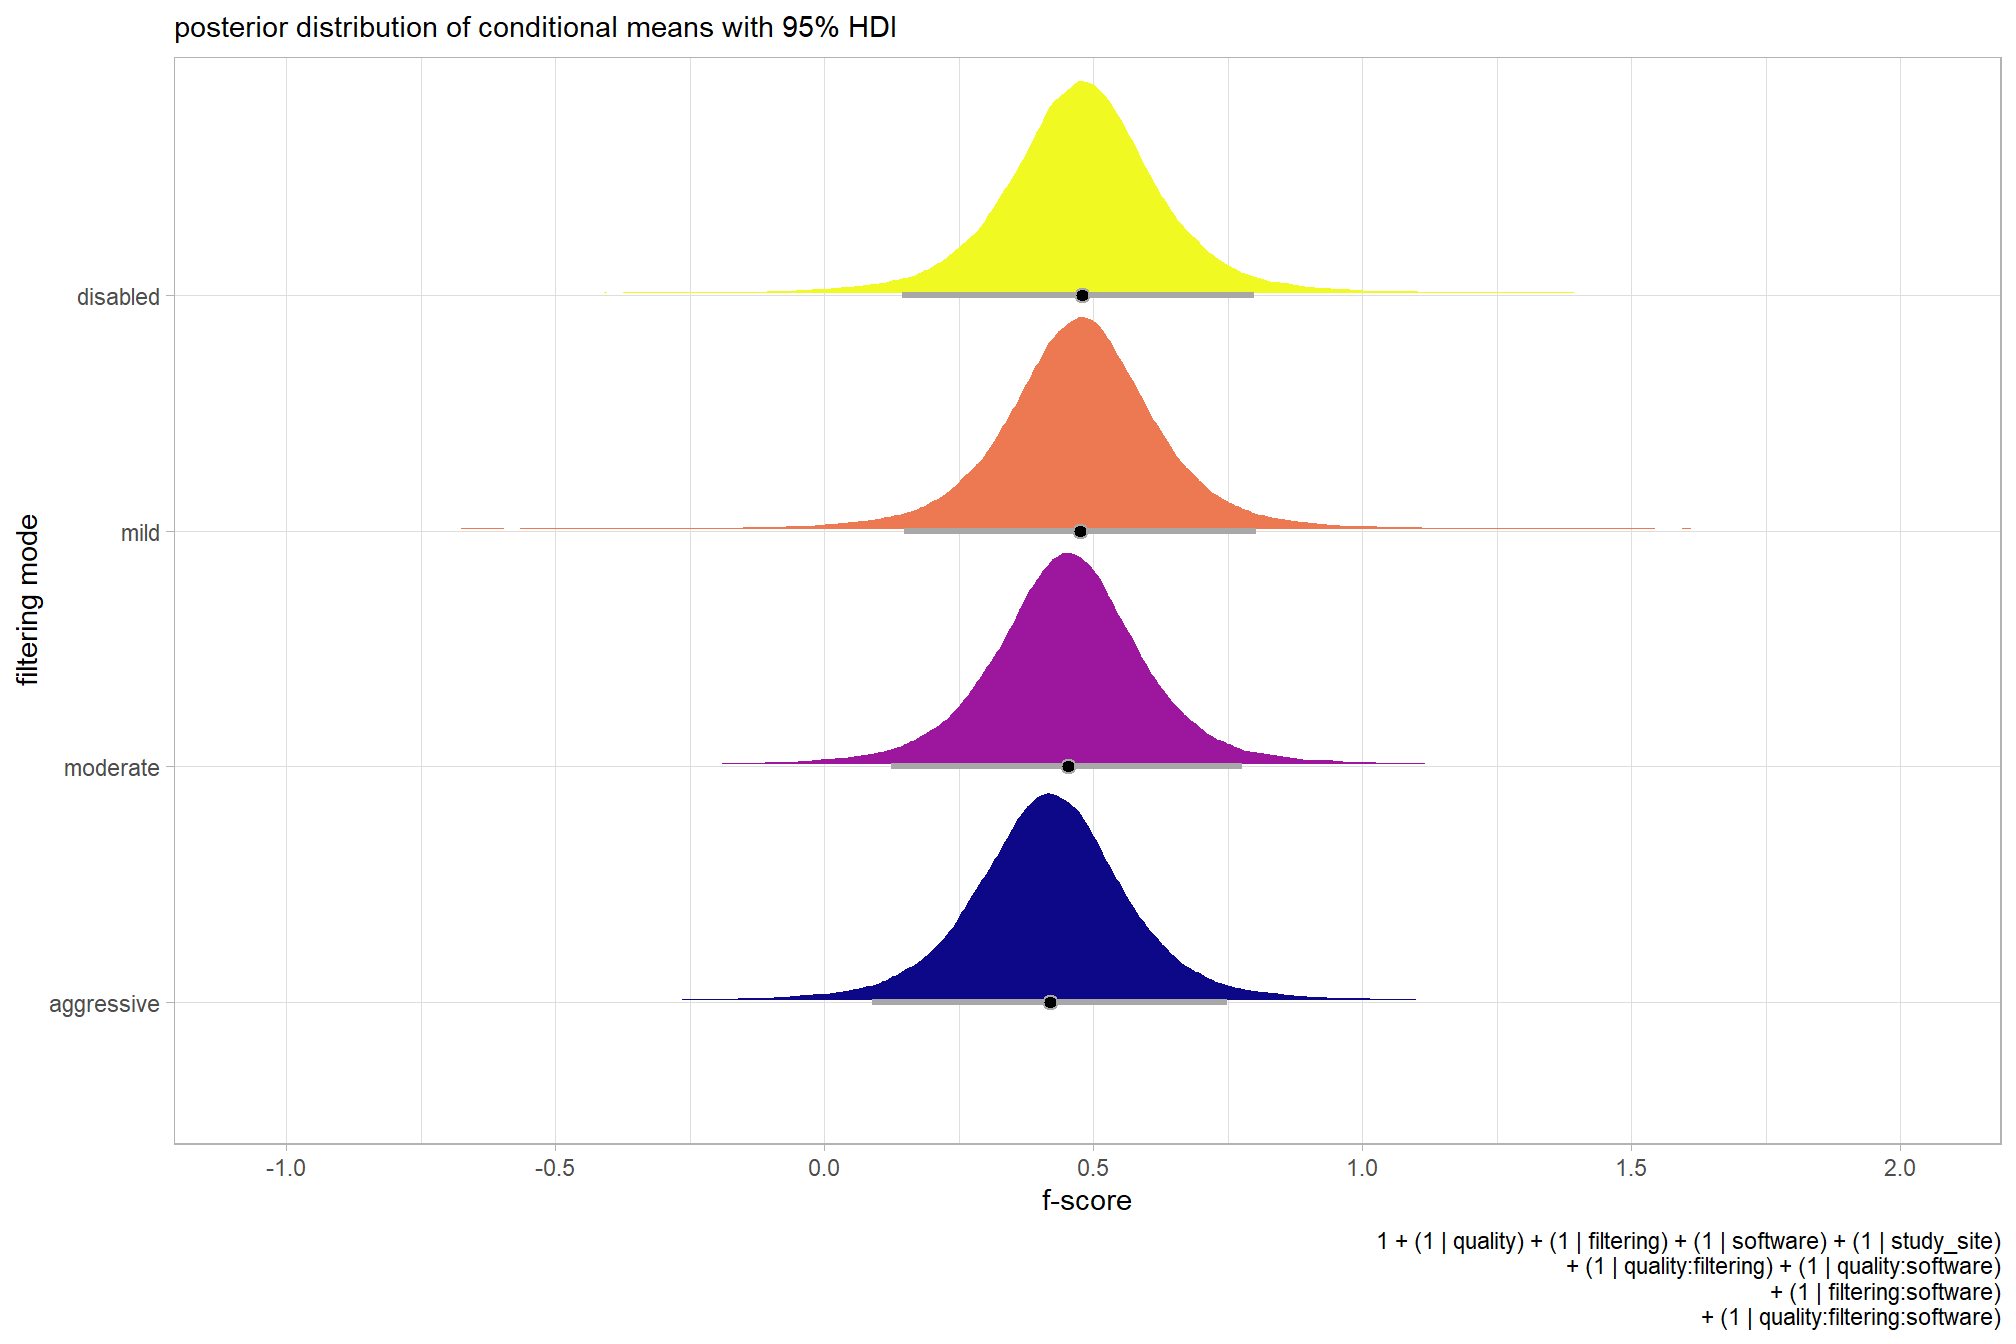 posterior distribution of conditional means with 95% HDI
filtering mode
disabled
mild
moderate
aggressive
-1.0 -0.5 0.0 0.5 1.0 1.5 2.0
f-score
1 + (1 | quality) + (1 | filtering) + (1 | software) + (1 | study_site)
+ (1 | quality:filtering) + (1 | quality:software)
+ (1 | filtering:software)
+ (1 | quality:filtering:software)